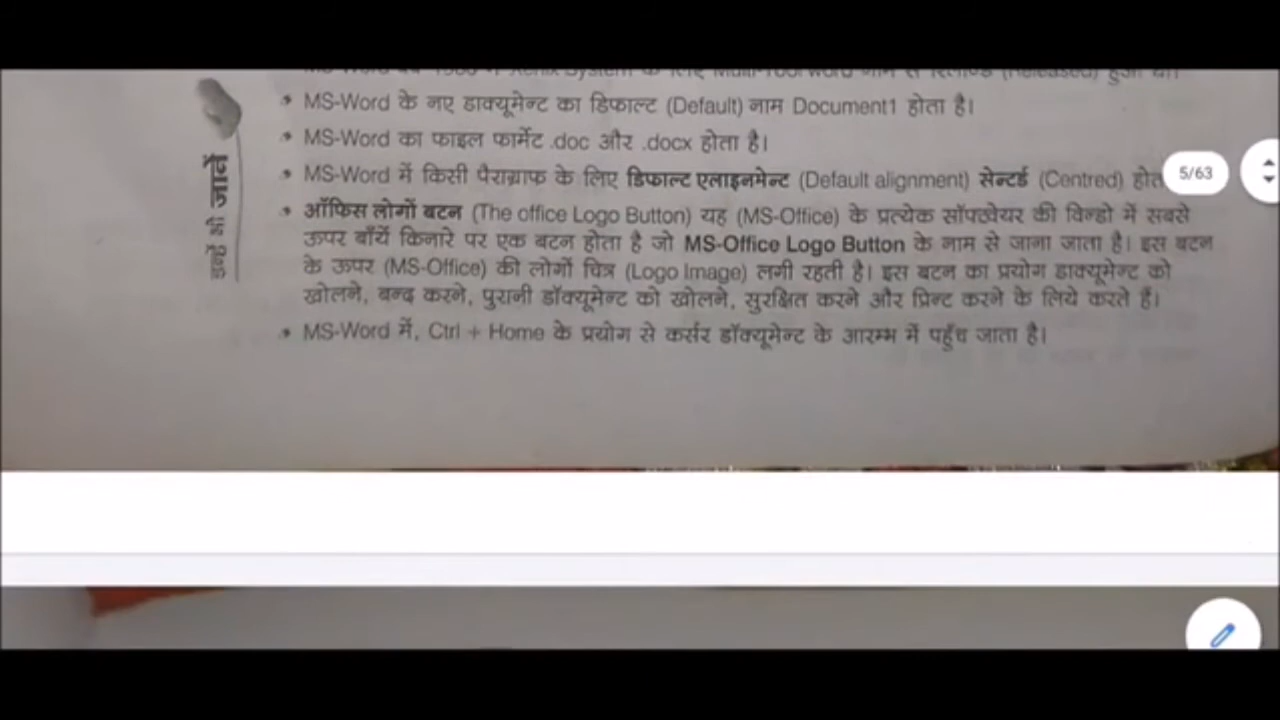 MS-Word के नए डाक्यूमेन्ट का डिफाल्ट (Default) नाम Document1 होता है।
MS-Word का फाइल फार्मेट .doc और .docx होता है।
MS-Word में किसी पैराग्राफ के लिए डिफाल्ट एलाइनमेन्ट (Default alignment) सेन्टर्ड (Centred) होत
5/63
ऑफिस लोगों बटन (The office Logo Button) यह (MS-Office) के प्रत्येक सॉफ्टवेयर की विन्डो में सबसे
ऊपर बाँयें किनारे पर एक बटन होता है जो MS-Office Logo Button के नाम से जाना जाता है। इस बटन
के ऊपर (MS-Office) की लोगों चित्र (Logo Image) लगी रहती है। इस बटन का प्रयोग डाक्यूमेन्ट को
खोलने, बन्द करने, पुरानी डॉक्यूमेन्ट को खोलने, सुरक्षित करने और प्रिन्ट करने के लिये करते हैं।
MS-Word में, Ctrl + Home के प्रयोग से कर्सर डॉक्यूमेन्ट के आरम्भ में पहुँच जाता है।
इन्हें भी जानें